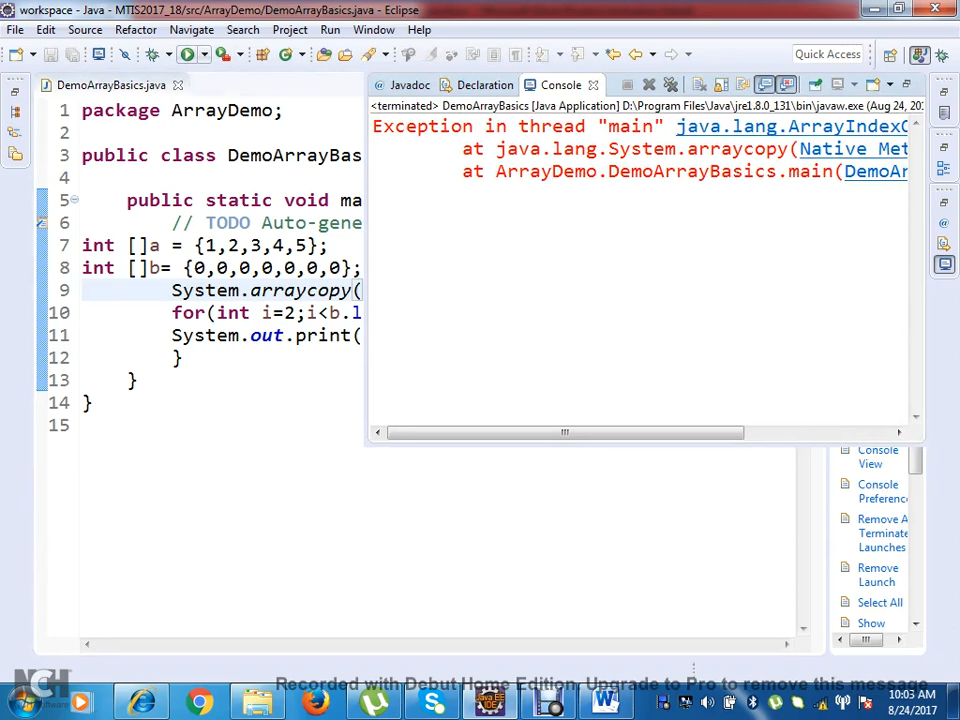 workspace - Java - MTIS2017_18/src/ArrayDemo/DemoArrayBasics.java - Eclipse
File Edit Source Refactor Navigate Search Project Run Window Help
Quick Access
DemoArrayBasics.java
Javadoc Declaration Console
<terminated> DemoArrayBasics [Java Application] D:\Program Files\Java\jre1.8.0_131\bin\javaw.exe (Aug 24, 201
Exception in thread "main" java.lang.ArrayIndexO
at java.lang.System.arraycopy(Native Met
at ArrayDemo.DemoArrayBasics.main(DemoAr
1 package ArrayDemo;
2
3 public class DemoArrayBas
4
5 public static void ma
6 // TODO Auto-gene
7 int []a = {1,2,3,4,5};
8 int []b= {0,0,0,0,0,0,0};
9 System.arraycopy(
10 for(int i=2;i<b.l
11 System.out.print(
12 }
13 }
14 }
15
Console
View
Console
Preference
Remove A
Terminate
Launches
Remove
Launch
Select All
Show
NCH
Software
Recorded with Debut Home Edition. Upgrade to Pro to remove this message
10:03 AM
8/24/2017